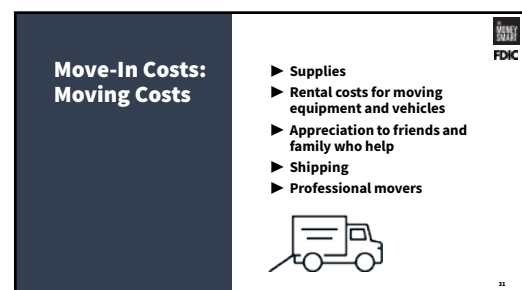 MONEY
SMART
FDIC
Move-In Costs:
Moving Costs
► Supplies
► Rental costs for moving
equipment and vehicles
► Appreciation to friends and
family who help
► Shipping
► Professional movers